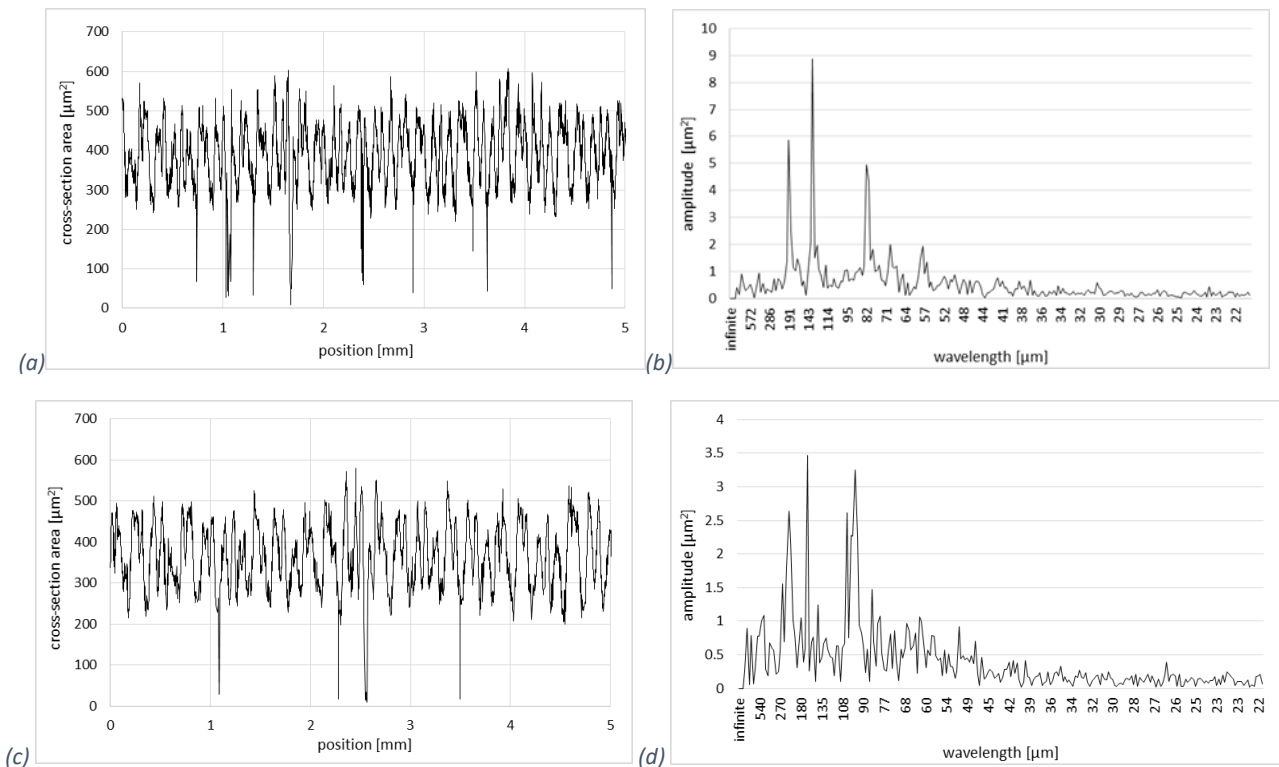 700
600
500
400
300
200
100
0
cross-section area [µm²]
0 1 2 3 4 5
position [mm]
(a)
10
9
8
7
6
5
4
3
2
1
0
amplitude [µm²]
infinite 572 286 191 143 114 95 82 71 64 57 52 48 44 41 38 36 34 32 30 29 27 26 25 24 23 22
wavelength [µm]
(b)
700
600
500
400
300
200
100
0
cross-section area [µm²]
0 1 2 3 4 5
position [mm]
(c)
4
3.5
3
2.5
2
1.5
1
0.5
0
amplitude [µm²]
infinite 540 270 180 135 108 90 77 68 60 54 49 45 42 39 36 34 32 30 28 27 26 25 23 22
wavelength [µm]
(d)